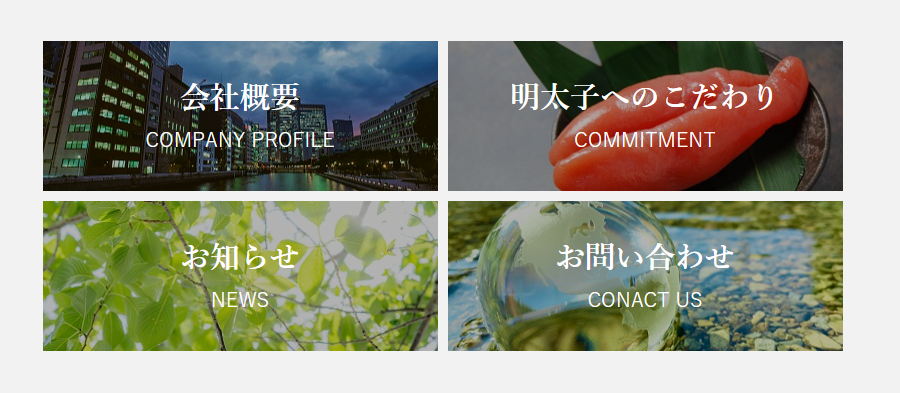 会社概要
COMPANY PROFILE
明太子へのこだわり
COMMITMENT
お知らせ
NEWS
お問い合わせ
CONACT US